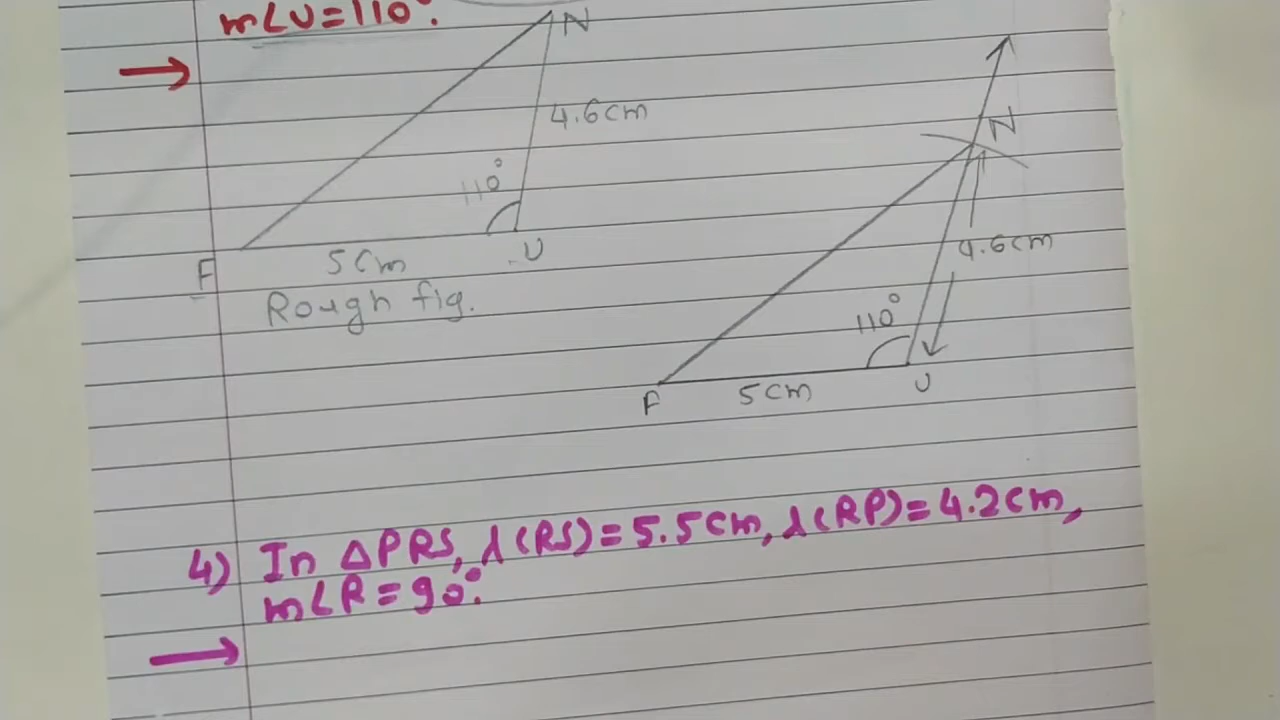 m∠U=110°.
N
4.6cm
110°
F
5cm
U
Rough fig.
N
4.6cm
110°
F
5cm
U
4) In △PRS, l(RS)=5.5cm, l(RP)=4.2cm,
m∠R=90°.